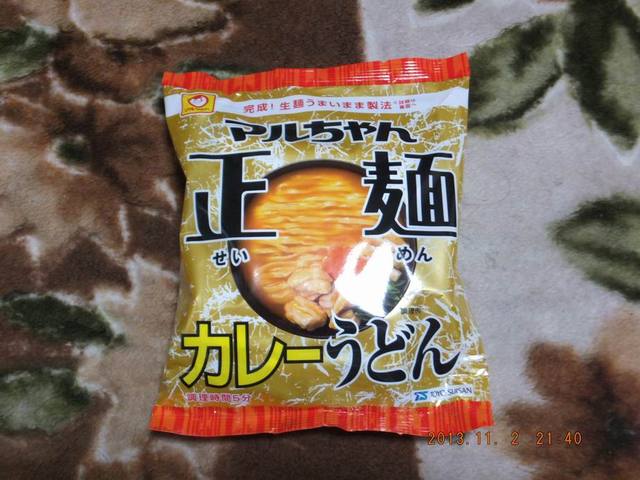 完成!生麺うまいまま製法
マルちゃん
正麺
せいめん
カレーうどん
調理時間5分
TOYO SUISAN
2013.11. 2 21:40